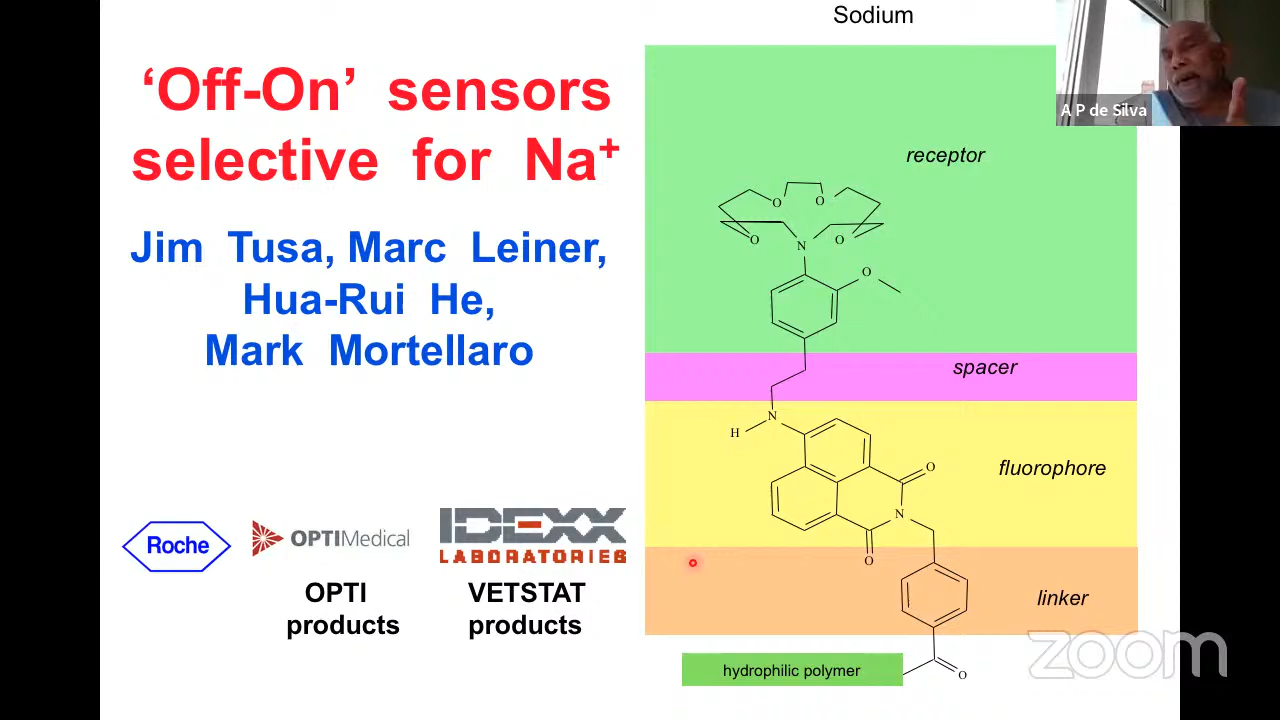 Sodium
‘Off-On’ sensors
selective for Na⁺
Jim Tusa, Marc Leiner,
Hua-Rui He,
Mark Mortellaro
Roche
OPTIMedical
IDEXX
LABORATORIES
OPTI
products
VETSTAT
products
A P de Silva
receptor
O
O
O
O
N
O
spacer
N
H
fluorophore
O
N
O
linker
hydrophilic polymer
O
zoom